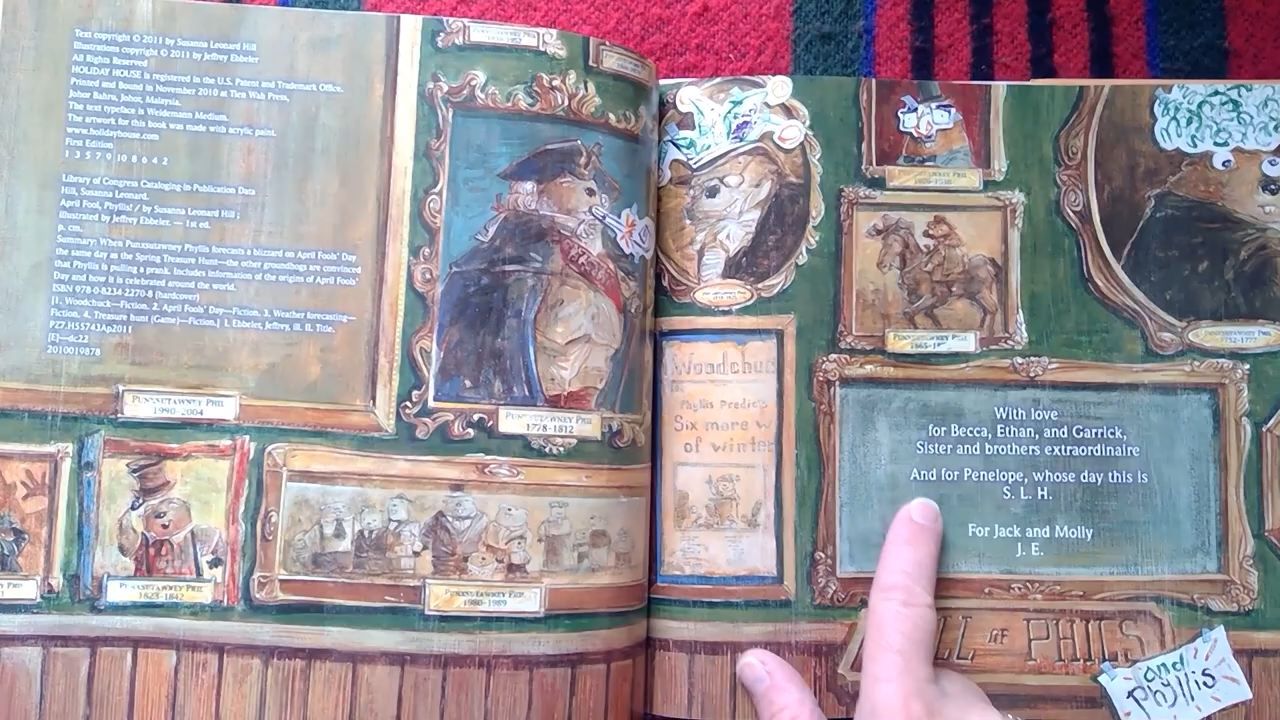 Text copyright © 2011 by Susanna Leonard Hill
Illustrations copyright © 2011 by Jeffrey Ebbeler
All Rights Reserved
HOLIDAY HOUSE is registered in the U.S. Patent and Trademark Office.
Printed and Bound in November 2010 at Tien Wah Press,
Johor Bahru, Johor, Malaysia.
The text typeface is Weidemann Medium.
The artwork for this book was made with acrylic paint.
www.holidayhouse.com
First Edition
1 3 5 7 9 10 8 6 4 2
Library of Congress Cataloging-in-Publication Data
Hill, Susanna Leonard.
April Fool, Phyllis! / by Susanna Leonard Hill ;
illustrated by Jeffrey Ebbeler. — 1st ed.
p. cm.
Summary: When Punxsutawney Phyllis forecasts a blizzard on April Fools' Day
the same day as the Spring Treasure Hunt—the other groundhogs are convinced
that Phyllis is pulling a prank. Includes information of the origins of April Fools'
Day and how it is celebrated around the world.
ISBN 978-0-8234-2270-8 (hardcover)
[1. Woodchuck—Fiction. 2. April Fools' Day—Fiction. 3. Weather forecasting—
Fiction. 4. Treasure hunt (Game)—Fiction.] I. Ebbeler, Jeffrey, ill. II. Title.
PZ7.H55743Ap2011
[E]—dc22
2010019878
PUNXSUTAWNEY PHIL
1990-2004
PUNXSUTAWNEY PHIL
1778-1812
PUNXSUTAWNEY PHIL
1823-1842
PUNXSUTAWNEY PHIL
1980-1989
PUNXSUTAWNEY PHIL
PUNXSUTAWNEY PHIL
PUNXSUTAWNEY PHIL
Woodchuc
Phyllis Predicts
Six more w
of winter
With love
for Becca, Ethan, and Garrick,
Sister and brothers extraordinaire
And for Penelope, whose day this is
S. L. H.
For Jack and Molly
J. E.
LL OF PHILS
and
Phyllis